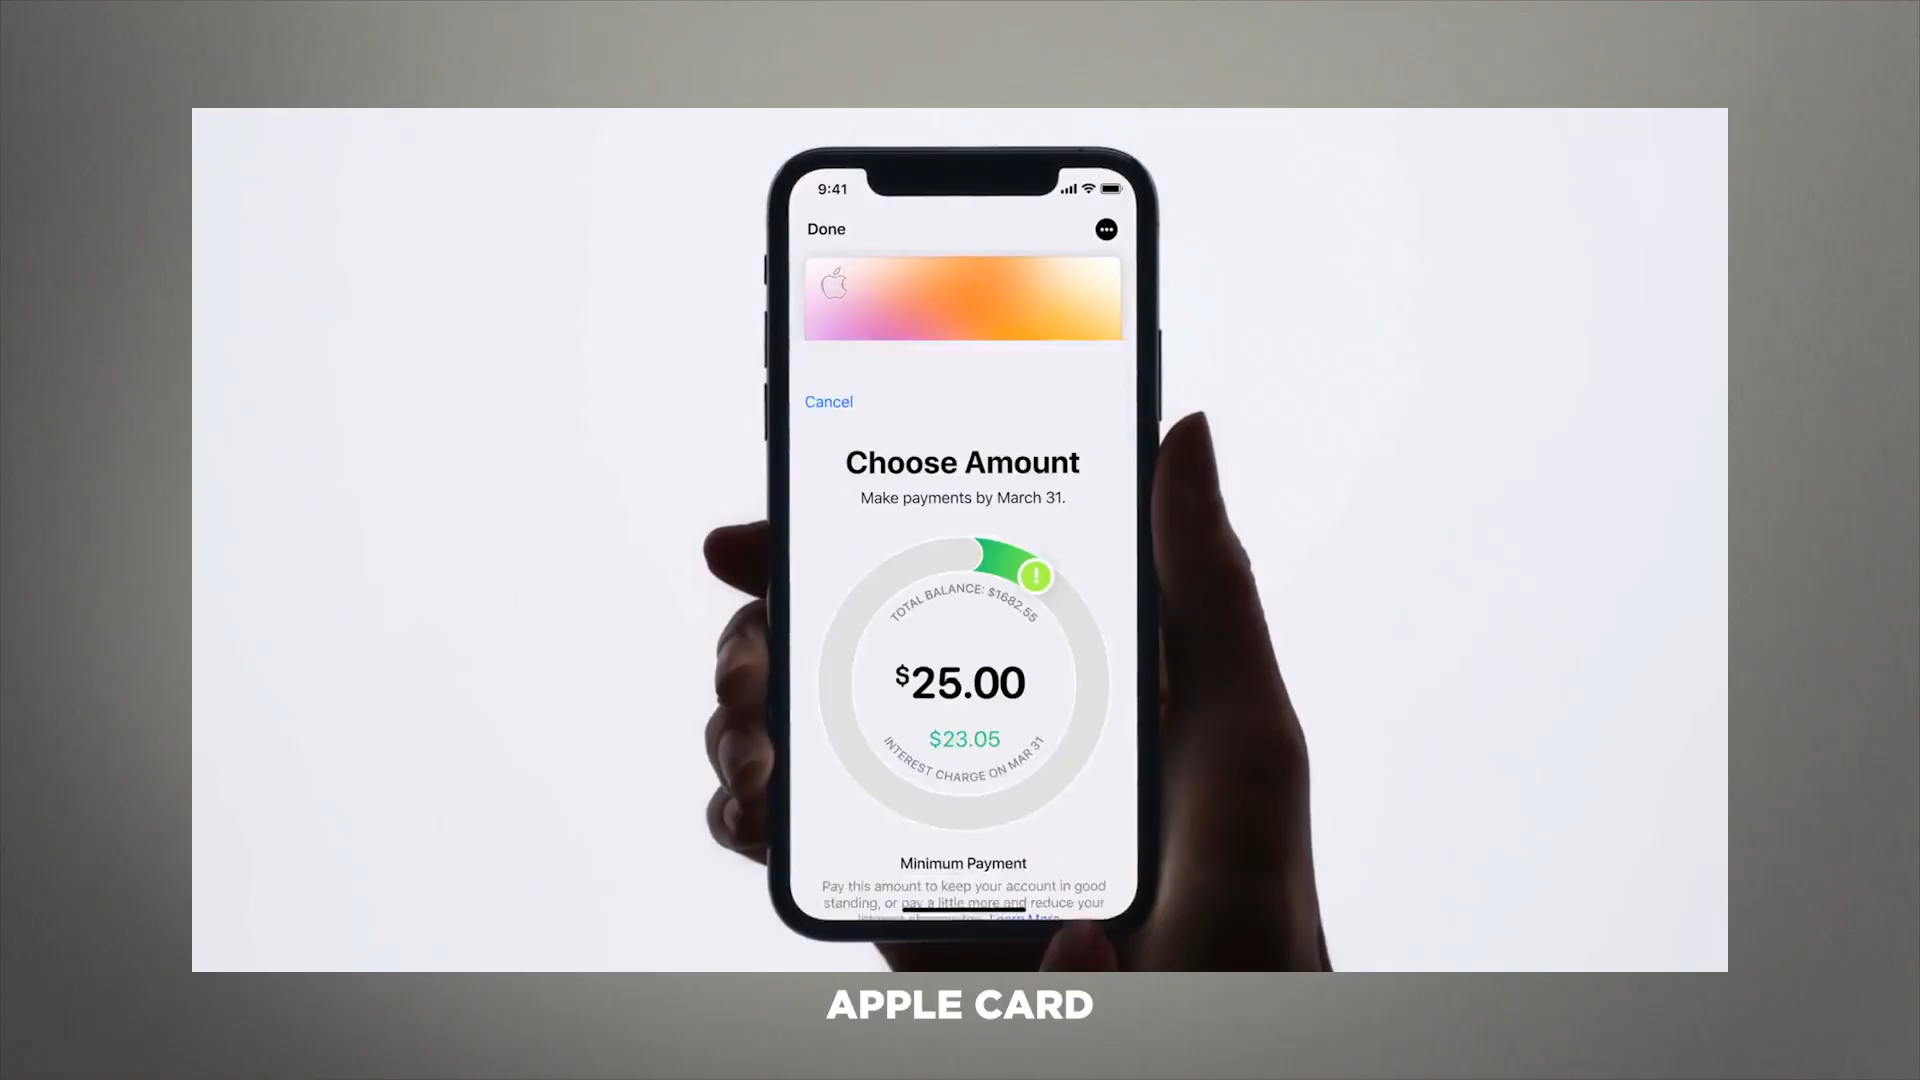 9:41
Done
Cancel
Choose Amount
Make payments by March 31.
TOTAL BALANCE: $1682.55
$25.00
$23.05
INTEREST CHARGE ON MAR 31
Minimum Payment
Pay this amount to keep your account in good
standing, or pay a little more and reduce your
Learn More
APPLE CARD